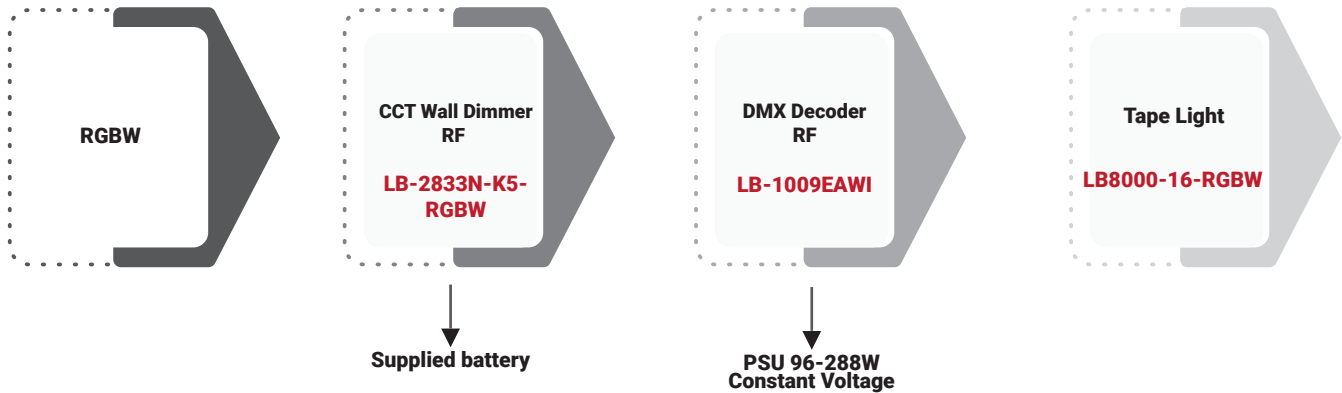 RGBW
CCT Wall Dimmer
RF
LB-2833N-K5-
RGBW
DMX Decoder
RF
LB-1009EAWI
Tape Light
LB8000-16-RGBW
Supplied battery
PSU 96-288W
Constant Voltage